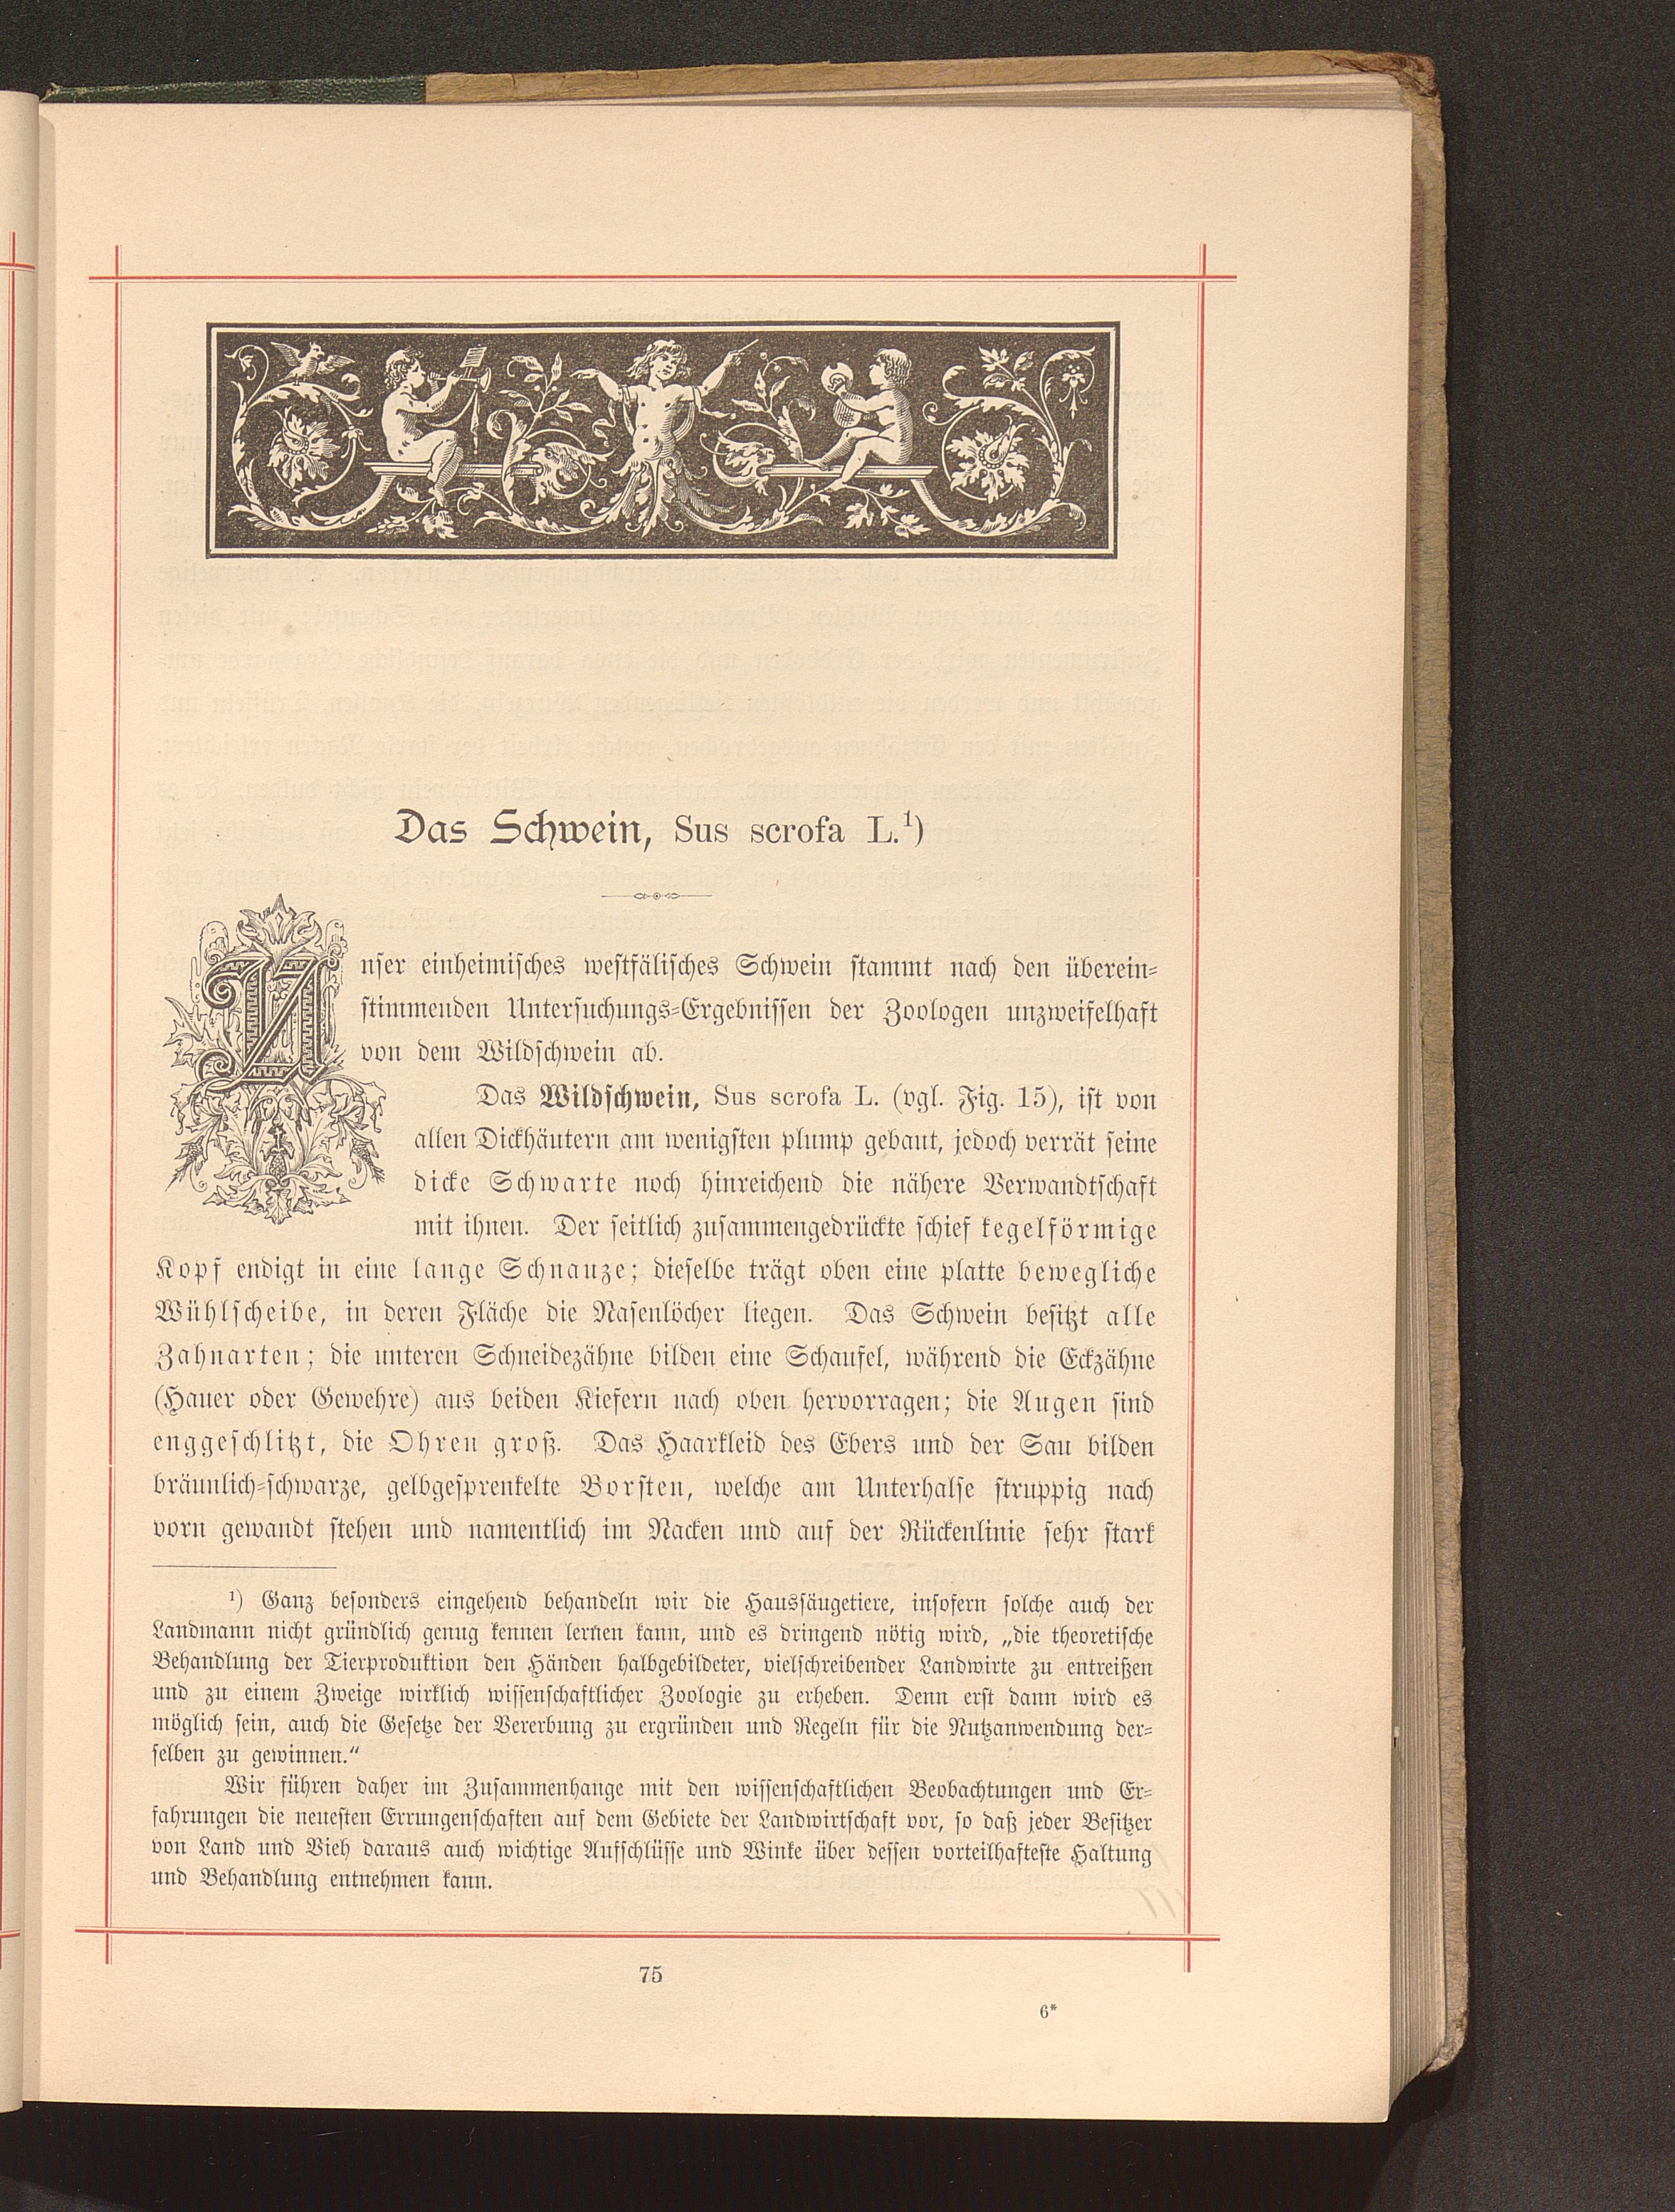 Das Schwein, Sus scrofa L.¹)
Unser einheimisches westfälisches Schwein stammt nach den überein-
stimmenden Untersuchungs-Ergebnissen der Zoologen unzweifelhaft
von dem Wildschwein ab.
Das Wildschwein, Sus scrofa L. (vgl. Fig. 15), ist von
allen Dickhäutern am wenigsten plump gebaut, jedoch verrät seine
dicke Schwarte noch hinreichend die nähere Verwandtschaft
mit ihnen. Der seitlich zusammengedrückte schief kegelförmige
Kopf endigt in eine lange Schnauze; dieselbe trägt oben eine platte bewegliche
Wühlscheibe, in deren Fläche die Nasenlöcher liegen. Das Schwein besitzt alle
Zahnarten; die unteren Schneidezähne bilden eine Schaufel, während die Eckzähne
(Hauer oder Gewehre) aus beiden Kiefern nach oben hervorragen; die Augen sind
enggeschlitzt, die Ohren groß. Das Haarkleid des Ebers und der Sau bilden
bräunlich-schwarze, gelbgesprenkelte Borsten, welche am Unterhalse struppig nach
vorn gewandt stehen und namentlich im Nacken und auf der Rückenlinie sehr stark
¹) Ganz besonders eingehend behandeln wir die Haussäugetiere, insofern solche auch der
Landmann nicht gründlich genug kennen lernen kann, und es dringend nötig wird, „die theoretische
Behandlung der Tierproduktion den Händen halbgebildeter, vielschreibender Landwirte zu entreißen
und zu einem Zweige wirklich wissenschaftlicher Zoologie zu erheben. Denn erst dann wird es
möglich sein, auch die Gesetze der Vererbung zu ergründen und Regeln für die Nutzanwendung der-
selben zu gewinnen.“
Wir führen daher im Zusammenhange mit den wissenschaftlichen Beobachtungen und Er-
fahrungen die neuesten Errungenschaften auf dem Gebiete der Landwirtschaft vor, so daß jeder Besitzer
von Land und Vieh daraus auch wichtige Aufschlüsse und Winke über dessen vorteilhafteste Haltung
und Behandlung entnehmen kann.
75
6*